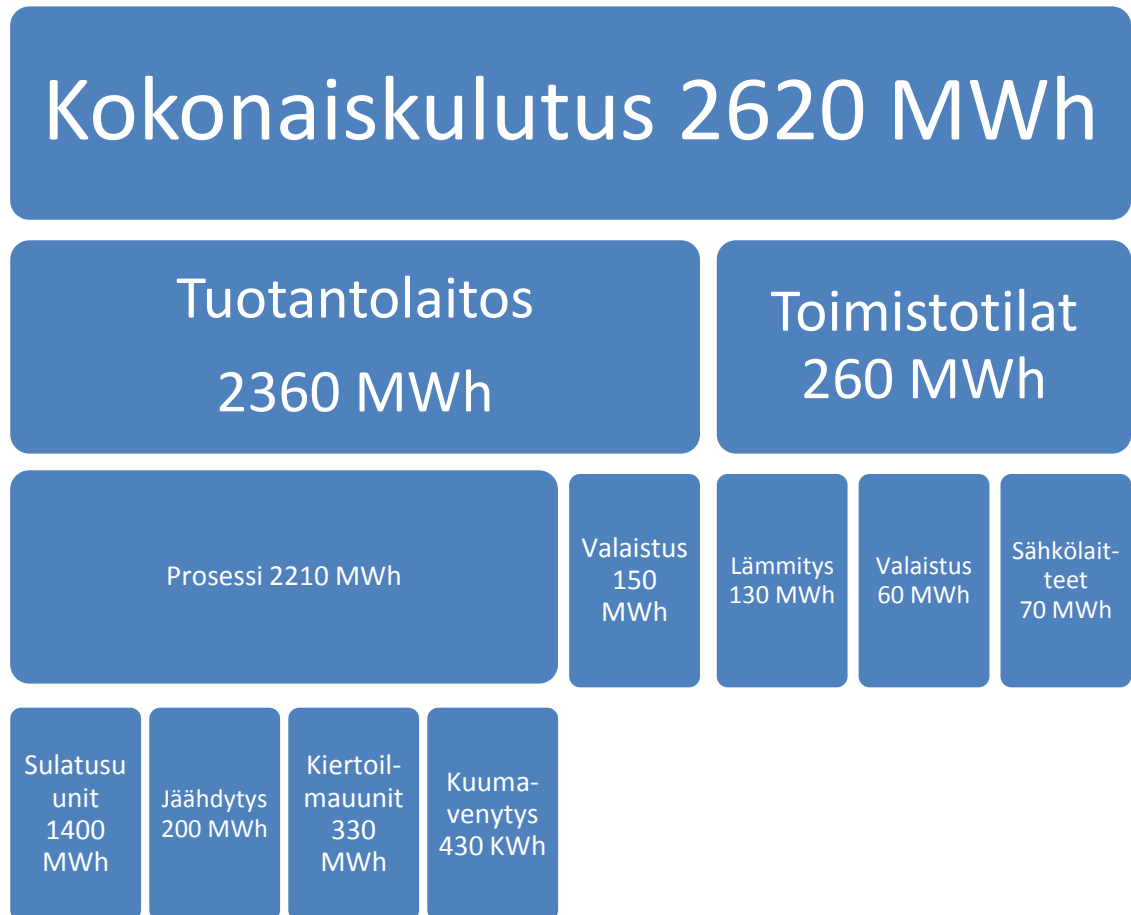 Kokonaiskulutus 2620 MWh
Tuotantolaitos
2360 MWh
Toimistotilat
260 MWh
Prosessi 2210 MWh
Valaistus
150
MWh
Lämmitys
130 MWh
Valaistus
60 MWh
Sähkölait-
teet
70 MWh
Sulatusu
unit
1400
MWh
Jäähdytys
200 MWh
Kiertoil-
mauunit
330
MWh
Kuuma-
venytys
430 KWh